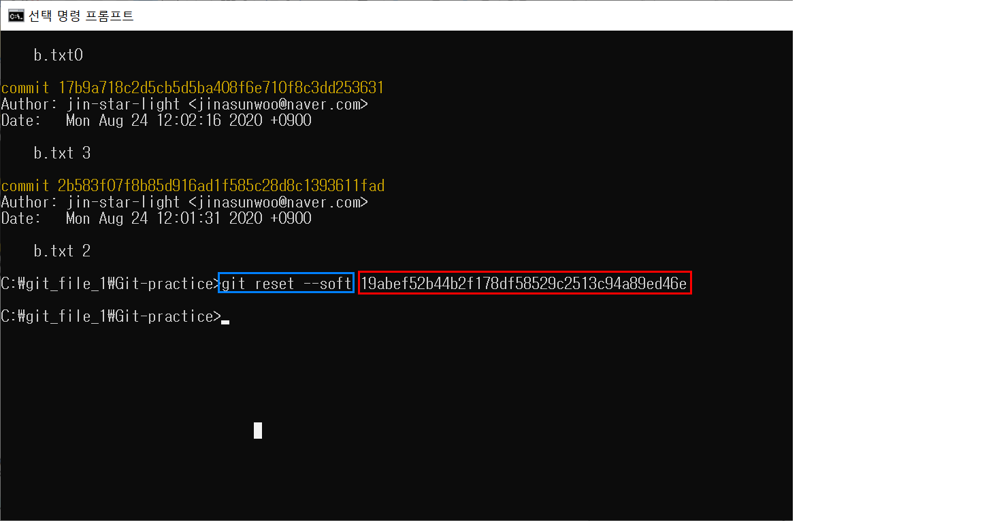 선택 명령 프롬프트
b.txt0
commit 17b9a718c2d5cb5d5ba408f6e710f8c3dd253631
Author: jin-star-light <jinasunwoo@naver.com>
Date:   Mon Aug 24 12:02:16 2020 +0900
b.txt 3
commit 2b583f07f8b85d916ad1f585c28d8c1393611fad
Author: jin-star-light <jinasunwoo@naver.com>
Date:   Mon Aug 24 12:01:31 2020 +0900
b.txt 2
C:₩git_file_1₩Git-practice>git reset --soft 19abef52b44b2f178df58529c2513c94a89ed46e
C:₩git_file_1₩Git-practice>